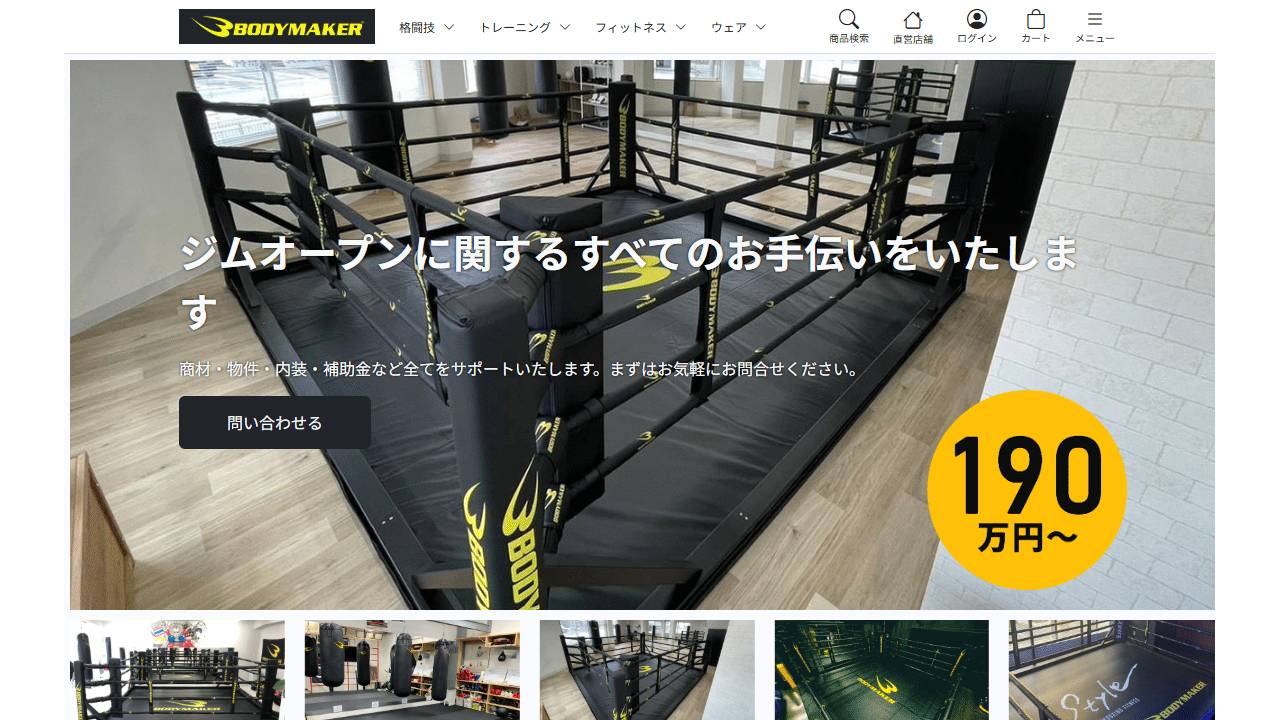 BODYMAKER
格闘技
トレーニング
フィットネス
ウェア
商品検索
直営店舗
ログイン
カート
メニュー
BODYMAKER
BODYMAKER
ジムオープンに関するすべてのお手伝いをいたしま
す
商材・物件・内装・補助金など全てをサポートいたします。まずはお気軽にお問合せください。
問い合わせる
190
万円〜
BODYMAKER
Style
BODYMAKER